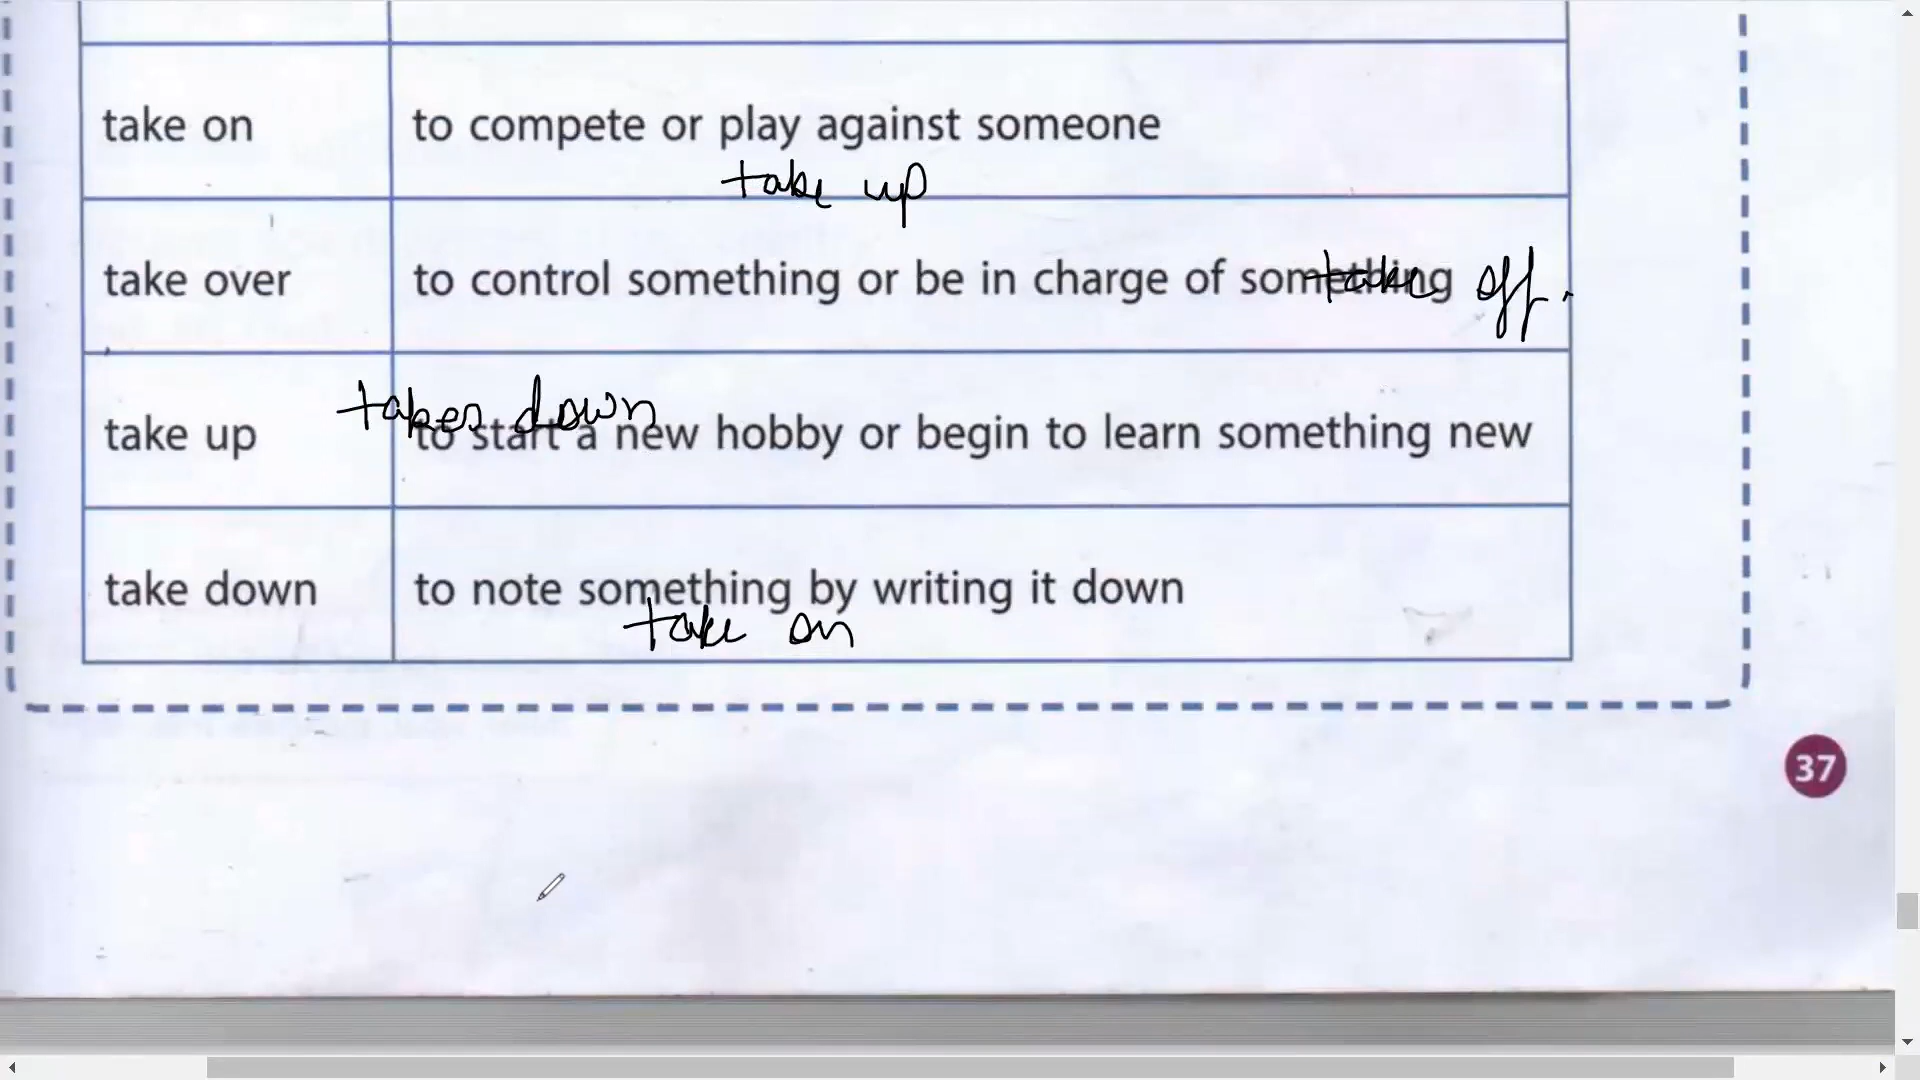 take on to compete or play against someone
take up
take over to control something or be in charge of something
take off.
takes down
take up to start a new hobby or begin to learn something new
take down to note something by writing it down
take on
37